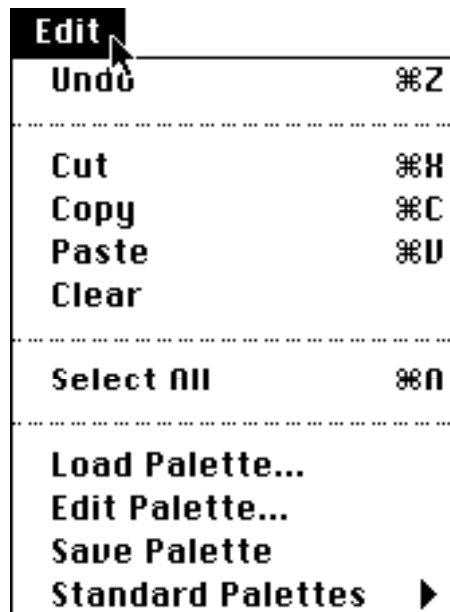 Edit
Undo ⌘Z
Cut ⌘X
Copy ⌘C
Paste ⌘V
Clear
Select All ⌘A
Load Palette...
Edit Palette...
Save Palette
Standard Palettes ▶